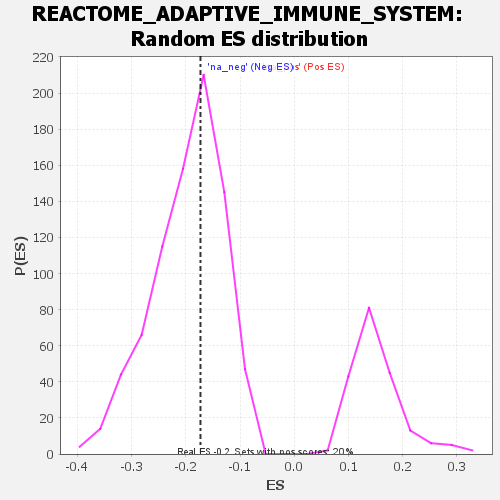 REACTOME_ADAPTIVE_IMMUNE_SYSTEM:
Random ES distribution
'na_neg' (Neg ES)s' (Pos ES)
220
200
180
160
140
120
100
80
60
40
20
0
P(ES)
Real ES -0.2. Sets with pos scores: 20%
-0.4 -0.3 -0.2 -0.1 0.0 0.1 0.2 0.3
ES